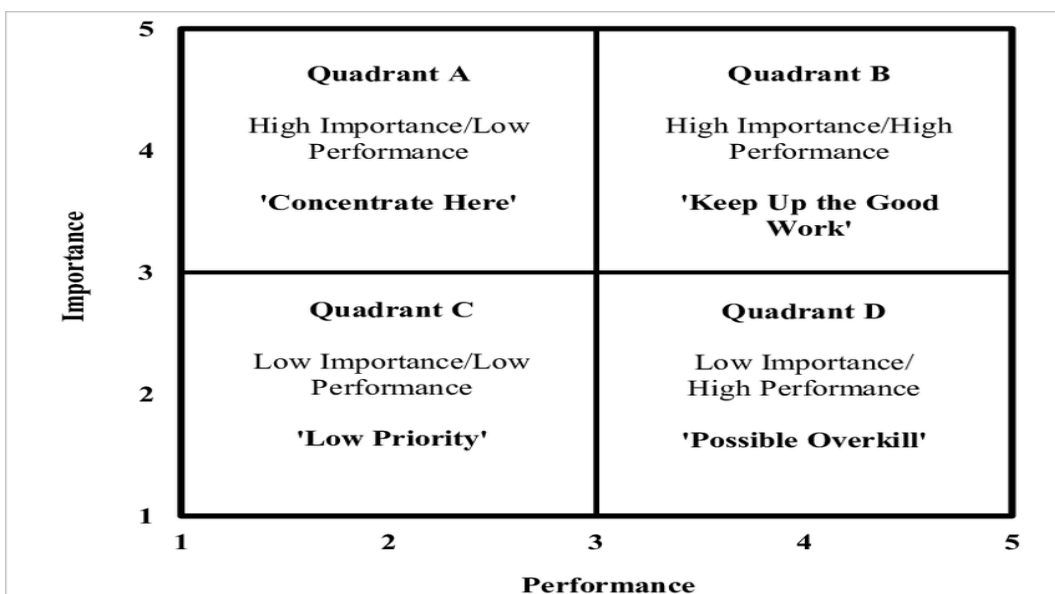 5
Quadrant A
High Importance/Low
Performance
'Concentrate Here'
Quadrant B
High Importance/High
Performance
'Keep Up the Good
Work'
4
Importance
3
Quadrant C
Low Importance/Low
Performance
'Low Priority'
Quadrant D
Low Importance/
High Performance
'Possible Overkill'
2
1
1 2 3 4 5
Performance